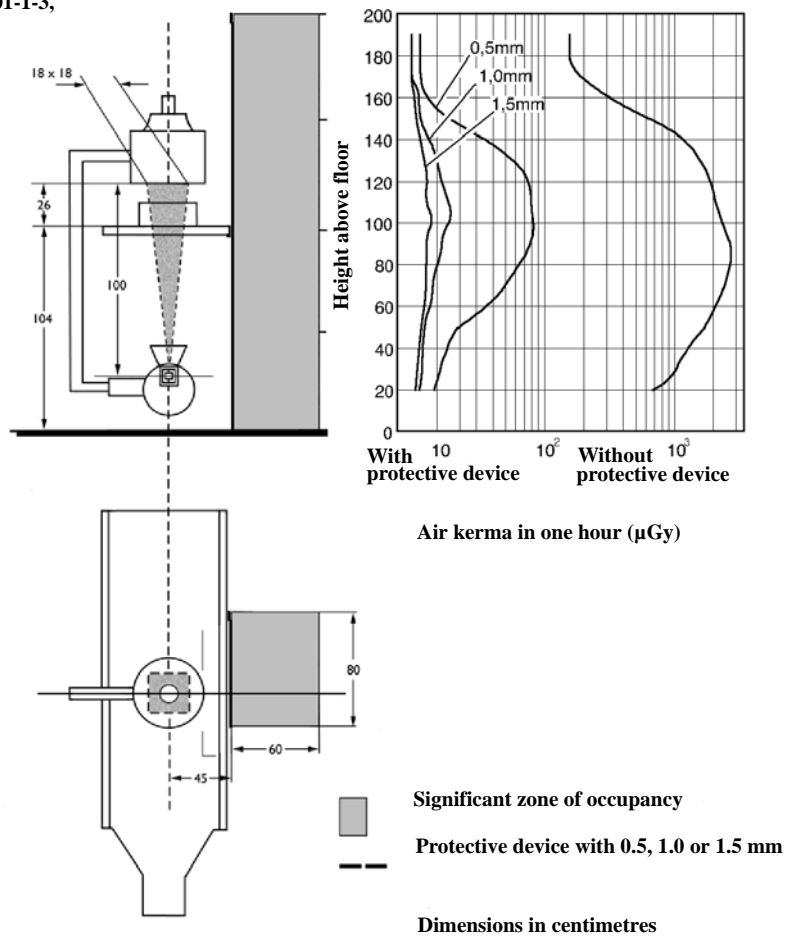 01-1-3,
18 x 18
26
100
104
Height above floor
200
180
160
140
120
100
80
60
40
20
0
0,5mm
1,0mm
1,5mm
10
10²
10³
With
protective device
Without
protective device
Air kerma in one hour (µGy)
80
60
45
Significant zone of occupancy
Protective device with 0.5, 1.0 or 1.5 mm
Dimensions in centimetres